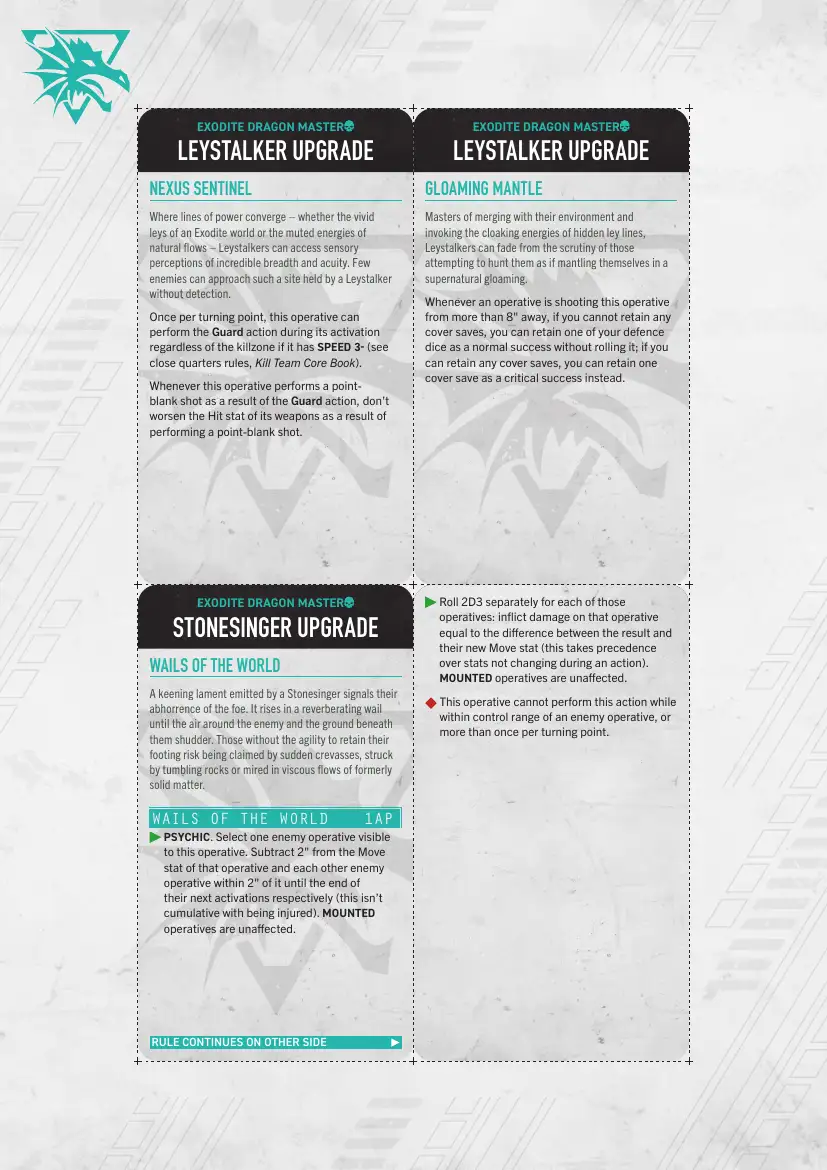 EXODITE DRAGON MASTER
LEYSTALKER UPGRADE
NEXUS SENTINEL
Where lines of power converge – whether the vivid
leys of an Exodite world or the muted energies of
natural flows – Leystalkers can access sensory
perceptions of incredible breadth and acuity. Few
enemies can approach such a site held by a Leystalker
without detection.
Once per turning point, this operative can
perform the Guard action during its activation
regardless of the killzone if it has SPEED 3- (see
close quarters rules, Kill Team Core Book).
Whenever this operative performs a point-
blank shot as a result of the Guard action, don't
worsen the Hit stat of its weapons as a result of
performing a point-blank shot.
EXODITE DRAGON MASTER
LEYSTALKER UPGRADE
GLOAMING MANTLE
Masters of merging with their environment and
invoking the cloaking energies of hidden ley lines,
Leystalkers can fade from the scrutiny of those
attempting to hunt them as if mantling themselves in a
supernatural gloaming.
Whenever an operative is shooting this operative
from more than 8" away, if you cannot retain any
cover saves, you can retain one of your defence
dice as a normal success without rolling it; if you
can retain any cover saves, you can retain one
cover save as a critical success instead.
EXODITE DRAGON MASTER
STONESINGER UPGRADE
WAILS OF THE WORLD
A keening lament emitted by a Stonesinger signals their
abhorrence of the foe. It rises in a reverberating wail
until the air around the enemy and the ground beneath
them shudder. Those without the agility to retain their
footing risk being claimed by sudden crevasses, struck
by tumbling rocks or mired in viscous flows of formerly
solid matter.
WAILS OF THE WORLD 1AP
PSYCHIC. Select one enemy operative visible
to this operative. Subtract 2" from the Move
stat of that operative and each other enemy
operative within 2" of it until the end of
their next activations respectively (this isn't
cumulative with being injured). MOUNTED
operatives are unaffected.
RULE CONTINUES ON OTHER SIDE
Roll 2D3 separately for each of those
operatives: inflict damage on that operative
equal to the difference between the result and
their new Move stat (this takes precedence
over stats not changing during an action).
MOUNTED operatives are unaffected.
This operative cannot perform this action while
within control range of an enemy operative, or
more than once per turning point.